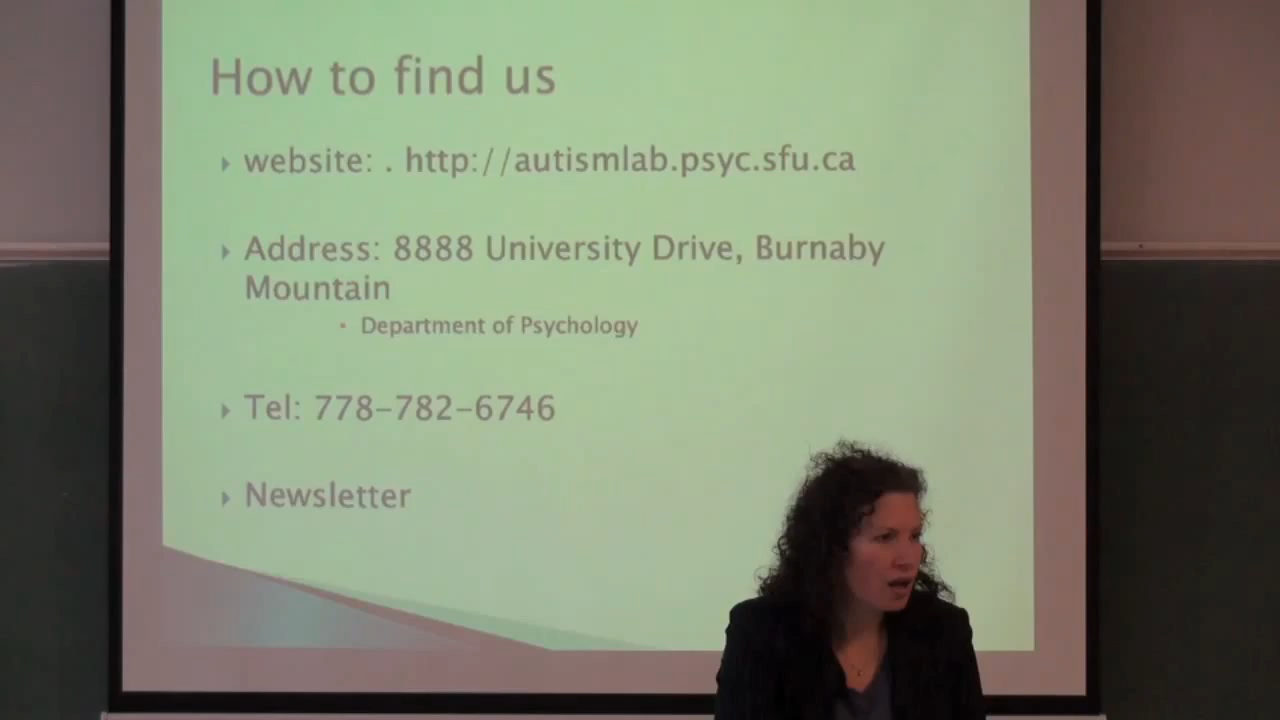 How to find us
website: . http://autismlab.psyc.sfu.ca
Address: 8888 University Drive, Burnaby
Mountain
Department of Psychology
Tel: 778-782-6746
Newsletter